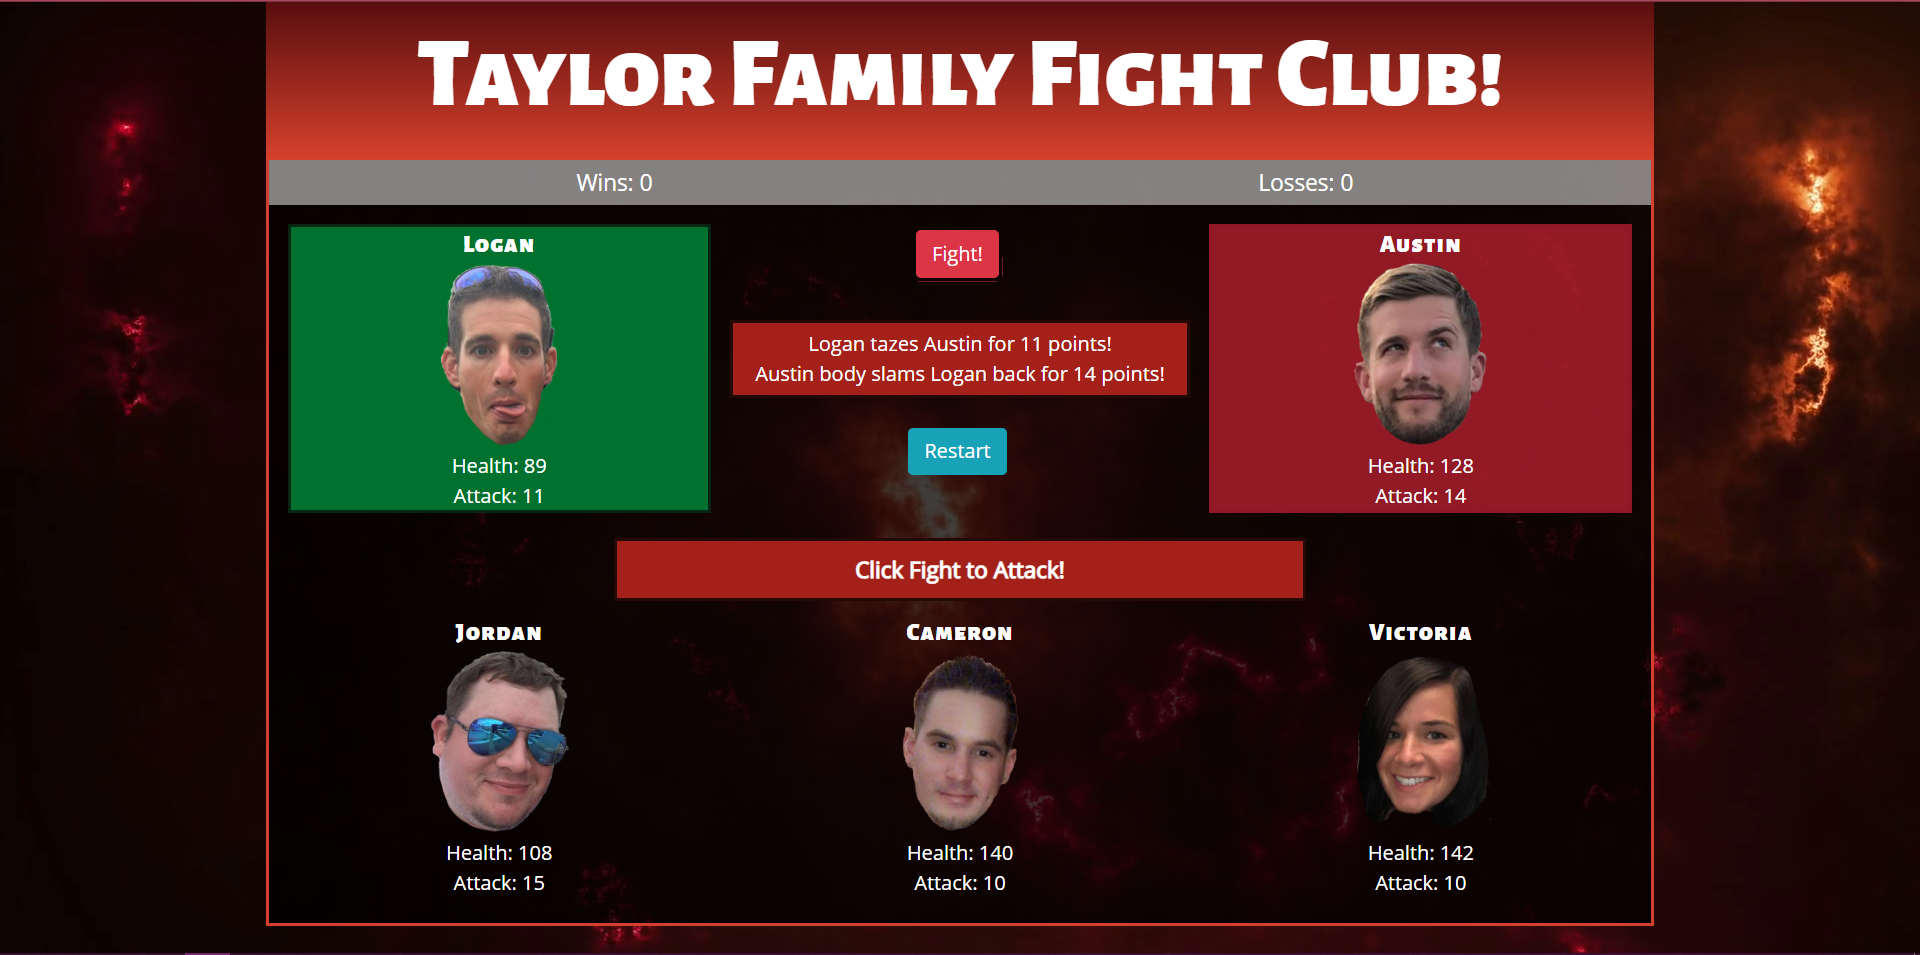 Taylor Family Fight Club!
Wins: 0
Losses: 0
Logan
Health: 89
Attack: 11
Fight!
Logan tazes Austin for 11 points!
Austin body slams Logan back for 14 points!
Restart
Austin
Health: 128
Attack: 14
Click Fight to Attack!
Jordan
Health: 108
Attack: 15
Cameron
Health: 140
Attack: 10
Victoria
Health: 142
Attack: 10